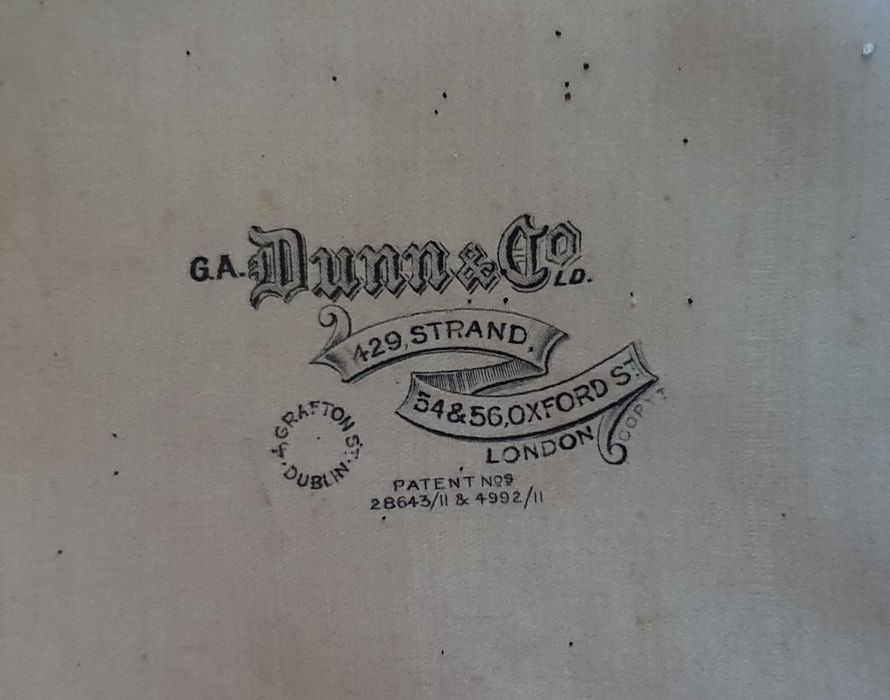 G.A. Dunn & Co LD.
429, STRAND,
54 & 56, OXFORD ST
LONDON
COPYT
GRAFTON ST.
DUBLIN
PATENT NOS
28643/11 & 4992/11